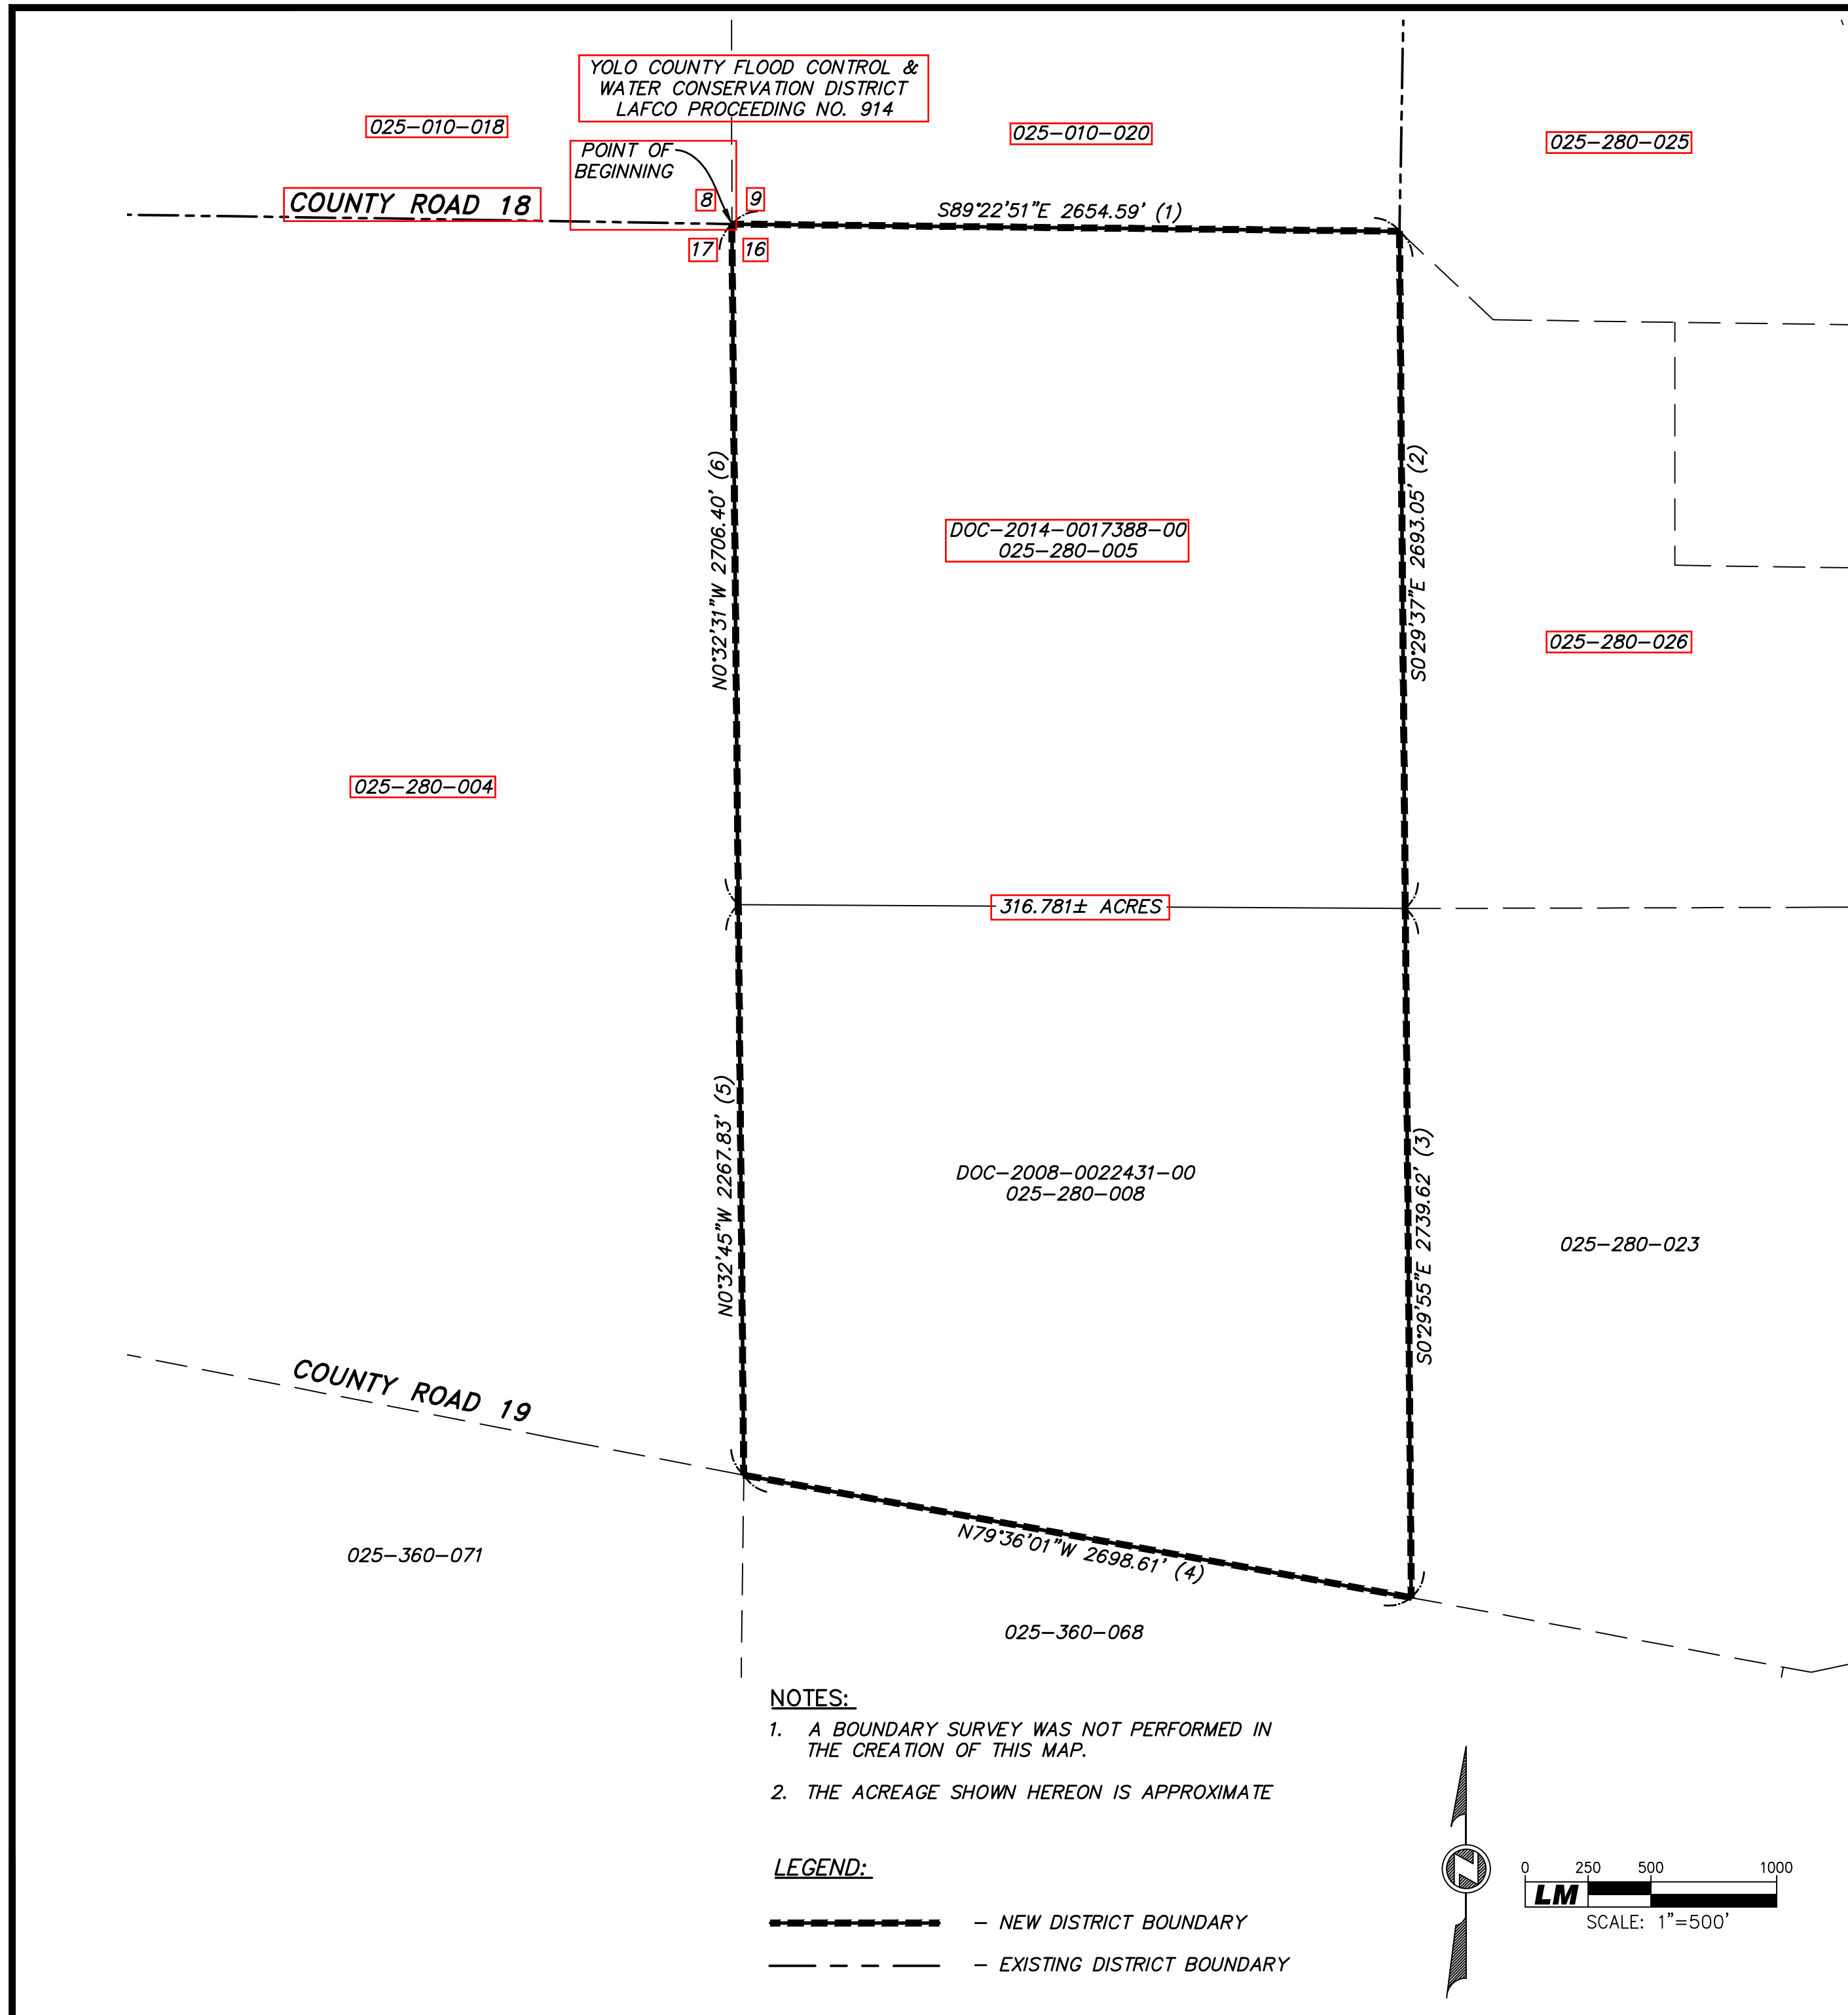 YOLO COUNTY FLOOD CONTROL &
WATER CONSERVATION DISTRICT
LAFCO PROCEEDING NO. 914
025-010-018
025-010-020
025-280-025
POINT OF
BEGINNING
COUNTY ROAD 18
8
9
S89°22'51"E 2654.59' (1)
17
16
N0°32'31"W 2706.40' (6)
S0°29'37"E 2693.05' (2)
DOC-2014-0017388-00
025-280-005
025-280-026
025-280-004
316.781± ACRES
N0°32'45"W 2267.83' (5)
S0°29'55"E 2739.62' (3)
DOC-2008-0022431-00
025-280-008
025-280-023
COUNTY ROAD 19
N79°36'01"W 2698.61' (4)
025-360-071
025-360-068
NOTES:
1. A BOUNDARY SURVEY WAS NOT PERFORMED IN
THE CREATION OF THIS MAP.
2. THE ACREAGE SHOWN HEREON IS APPROXIMATE
LEGEND:
- NEW DISTRICT BOUNDARY
- EXISTING DISTRICT BOUNDARY
N
0 250 500 1000
LM
SCALE: 1"=500'